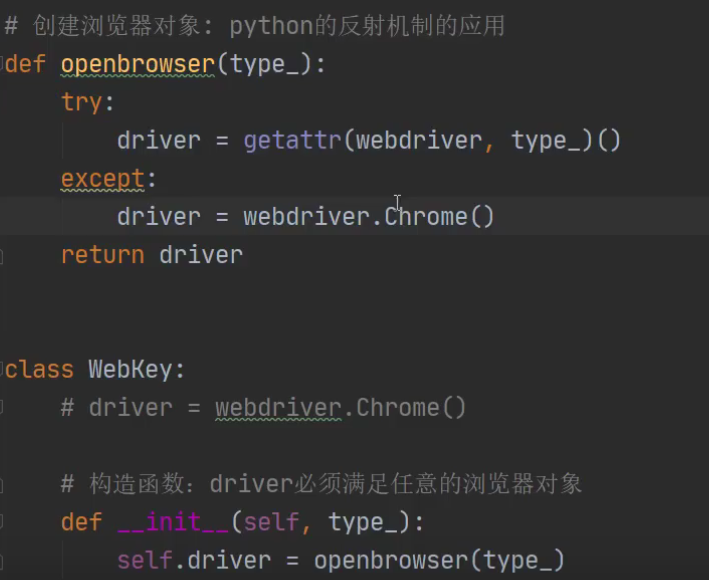 # 创建浏览器对象: python的反射机制的应用
def openbrowser(type_):
try:
driver = getattr(webdriver, type_)()
except:
driver = webdriver.Chrome()
return driver
class WebKey:
# driver = webdriver.Chrome()
# 构造函数: driver必须满足任意的浏览器对象
def __init__(self, type_):
self.driver = openbrowser(type_)